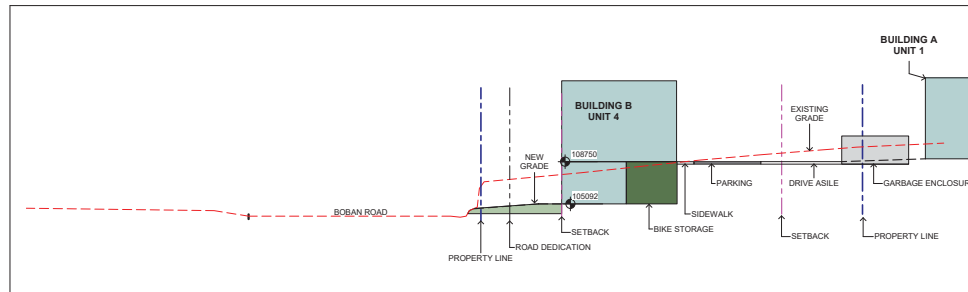 BUILDING A
UNIT 1
BUILDING B
UNIT 4
EXISTING
GRADE
108750
NEW
GRADE
PARKING
DRIVE ASILE
GARBAGE ENCLOSUR
105092
SIDEWALK
BOBAN ROAD
BIKE STORAGE
SETBACK
SETBACK
PROPERTY LINE
ROAD DEDICATION
PROPERTY LINE